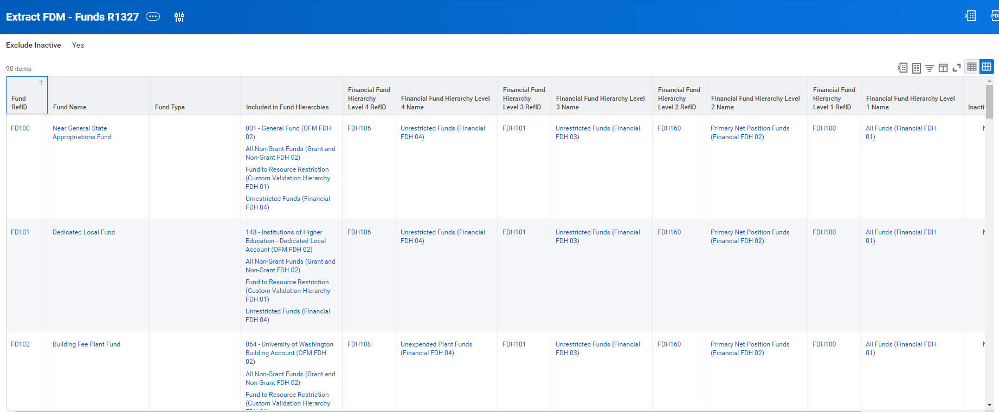 Extract FDM - Funds R1327
Exclude Inactive Yes
90 items
Fund
RefID
Fund Name
Fund Type
Included in Fund Hierarchies
Financial Fund
Hierarchy
Level 4 RefID
Financial Fund Hierarchy Level
4 Name
Financial Fund
Hierarchy
Level 3 RefID
Financial Fund Hierarchy Level
3 Name
Financial Fund
Hierarchy
Level 2 RefID
Financial Fund Hierarchy Level
2 Name
Financial Fund
Hierarchy
Level 1 RefID
Financial Fund Hierarchy Level
1 Name
FD100
Near General State
Appropriations Fund
001 - General Fund (OFM FDH
02)
All Non-Grant Funds (Grant and
Non-Grant FDH 02)
Fund to Resource Restriction
(Custom Validation Hierarchy
FDH 01)
Unrestricted Funds (Financial
FDH 04)
FDH106
Unrestricted Funds (Financial
FDH 04)
FDH101
Unrestricted Funds (Financial
FDH 03)
FDH160
Primary Net Position Funds
(Financial FDH 02)
FDH100
All Funds (Financial FDH
01)
FD101
Dedicated Local Fund
148 - Institutions of Higher
Education - Dedicated Local
Account (OFM FDH 02)
All Non-Grant Funds (Grant and
Non-Grant FDH 02)
Fund to Resource Restriction
(Custom Validation Hierarchy
FDH 01)
Unrestricted Funds (Financial
FDH 04)
FDH106
Unrestricted Funds (Financial
FDH 04)
FDH101
Unrestricted Funds (Financial
FDH 03)
FDH160
Primary Net Position Funds
(Financial FDH 02)
FDH100
All Funds (Financial FDH
01)
FD102
Building Fee Plant Fund
064 - University of Washington
Building Account (OFM FDH
02)
All Non-Grant Funds (Grant and
Non-Grant FDH 02)
Fund to Resource Restriction
(Custom Validation Hierarchy
FDH108
Unexpended Plant Funds
(Financial FDH 04)
FDH101
Unrestricted Funds (Financial
FDH 03)
FDH160
Primary Net Position Funds
(Financial FDH 02)
FDH100
All Funds (Financial FDH
01)